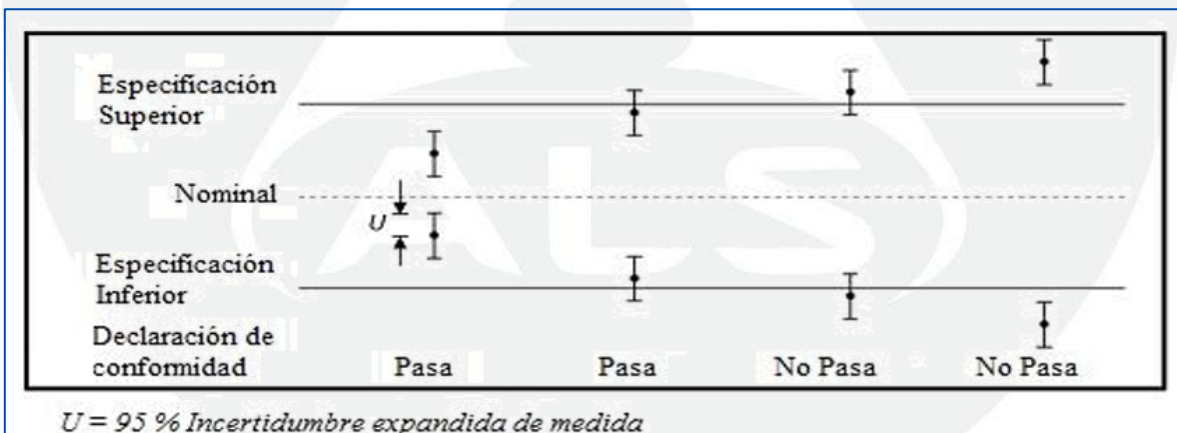 Especificación
Superior
Nominal
U
Especificación
Inferior
Declaración de
conformidad
Pasa
Pasa
No Pasa
No Pasa
U = 95 % Incertidumbre expandida de medida
ALS